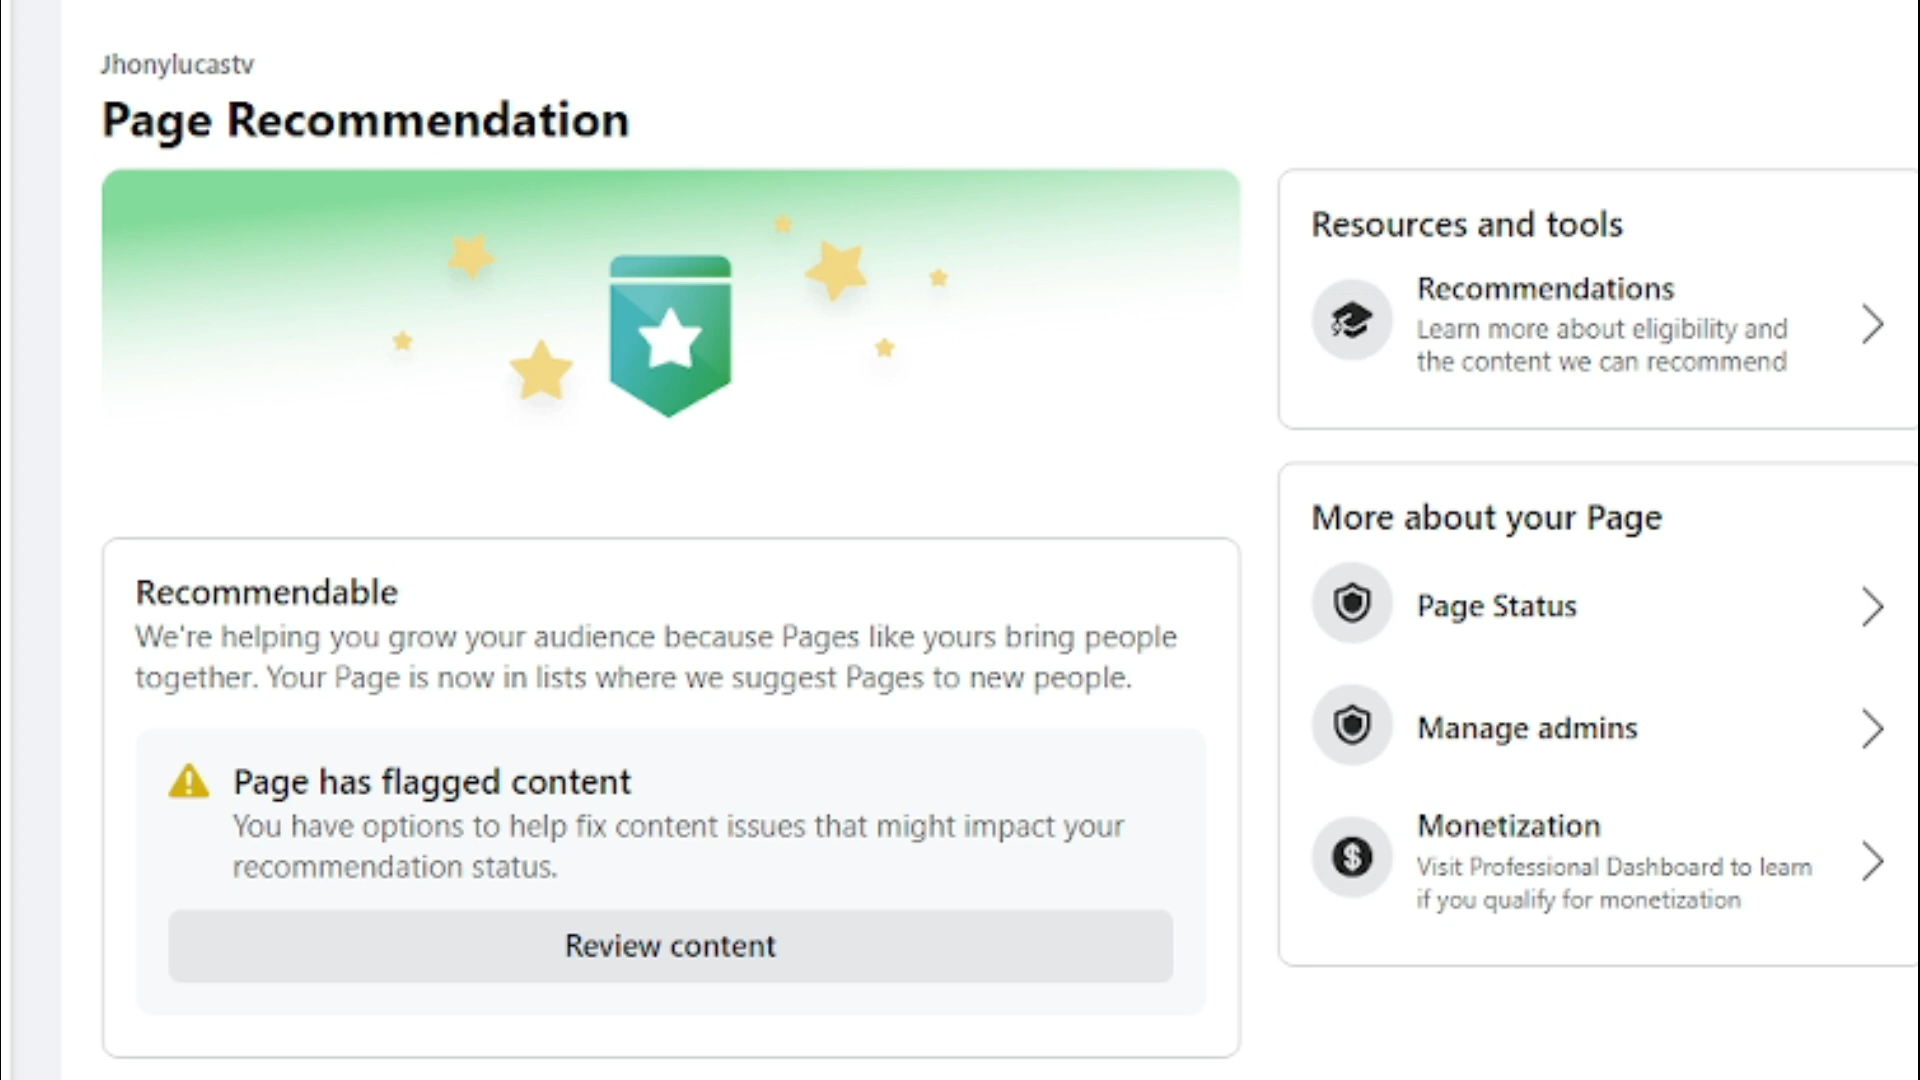 Jhonylucastv
Page Recommendation
Recommendable
We're helping you grow your audience because Pages like yours bring people
together. Your Page is now in lists where we suggest Pages to new people.
Page has flagged content
You have options to help fix content issues that might impact your
recommendation status.
Review content
Resources and tools
Recommendations
Learn more about eligibility and
the content we can recommend
More about your Page
Page Status
Manage admins
Monetization
Visit Professional Dashboard to learn
if you qualify for monetization